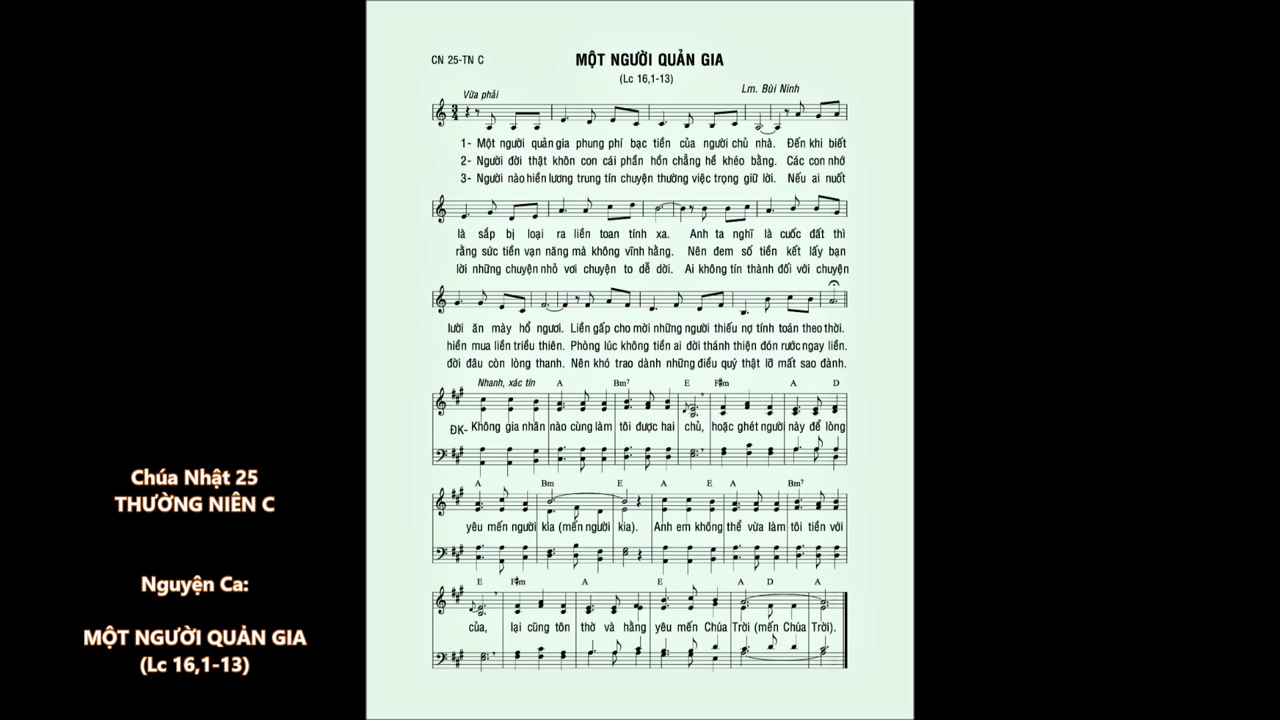 CN 25-TN C
MỘT NGƯỜI QUẢN GIA
(Lc 16,1-13)
Lm. Bùi Ninh
Vừa phải
1- Một người quản gia phung phí bạc tiền của người chủ nhà. Đến khi biết
2- Người đời thật khôn con cái phần hồn chẳng hề khéo bằng. Các con nhớ
3- Người nào hiền lương trung tín chuyện thường việc trọng giữ lời. Nếu ai nuốt
là sắp bị loại ra liền toan tính xa. Anh ta nghĩ là cuốc đất thì
rằng sức tiền vạn năng mà không vĩnh hằng. Nên đem số tiền kết lấy bạn
lời những chuyện nhỏ vơi chuyện to dễ dời. Ai không tín thành đối với chuyện
lười ăn mày hổ ngươi. Liền gấp cho mời những người thiếu nợ tính toán theo thời.
hiền mua liền triều thiên. Phòng lúc không tiền ai đời thánh thiện đón rước ngay liền.
đời đâu còn lòng thanh. Nên khó trao dành những điều quý thật lỡ mất sao đành.
Nhanh, xác tín A Bm7 E F#m A D
ĐK- Không gia nhân nào cùng làm tôi được hai chủ, hoặc ghét người này để lòng
A Bm E A E A Bm7
yêu mến người kia (mến người kia). Anh em không thể vừa làm tôi tiền với
E F#m A E A D A
của, lại cũng tôn thờ và hằng yêu mến Chúa Trời (mến Chúa Trời).
Chúa Nhật 25
THƯỜNG NIÊN C
Nguyện Ca:
MỘT NGƯỜI QUẢN GIA
(Lc 16,1-13)